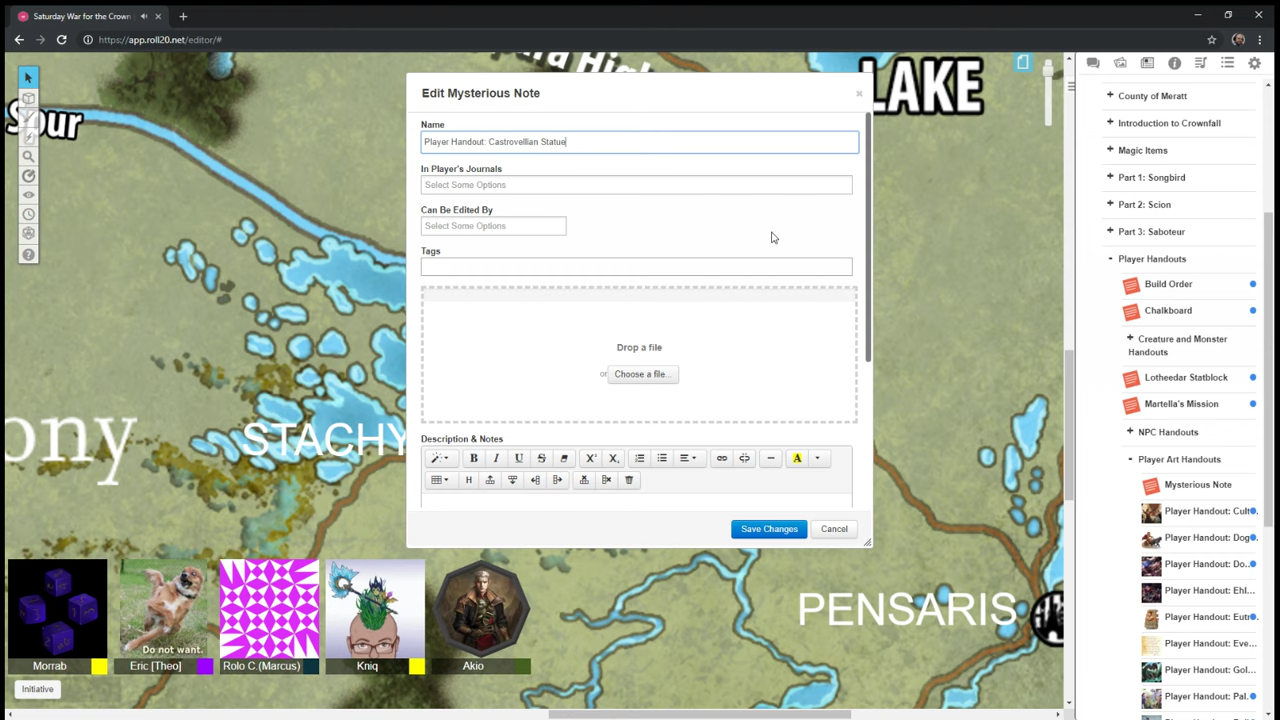 Saturday War for the Crown
https://app.roll20.net/editor/#
LAKE
Sour
ony
STACHY
PENSARIS
Edit Mysterious Note
Name
Player Handout: Castrovellian Statue
In Player's Journals
Select Some Options
Can Be Edited By
Select Some Options
Tags
Drop a file
or Choose a file...
Description & Notes
Save Changes
Cancel
County of Meratt
Introduction to Crownfall
Magic Items
Part 1: Songbird
Part 2: Scion
Part 3: Saboteur
Player Handouts
Build Order
Chalkboard
Creature and Monster
Handouts
Lotheedar Statblock
Martella's Mission
NPC Handouts
Player Art Handouts
Mysterious Note
Player Handout: Cult...
Player Handout: Dog...
Player Handout: Do...
Player Handout: Ehl...
Player Handout: Eutr...
Player Handout: Eve...
Player Handout: Gol...
Player Handout: Pal...
Do not want.
Morrab
Eric [Theo]
Rolo C.(Marcus)
Kniq
Akio
Initiative